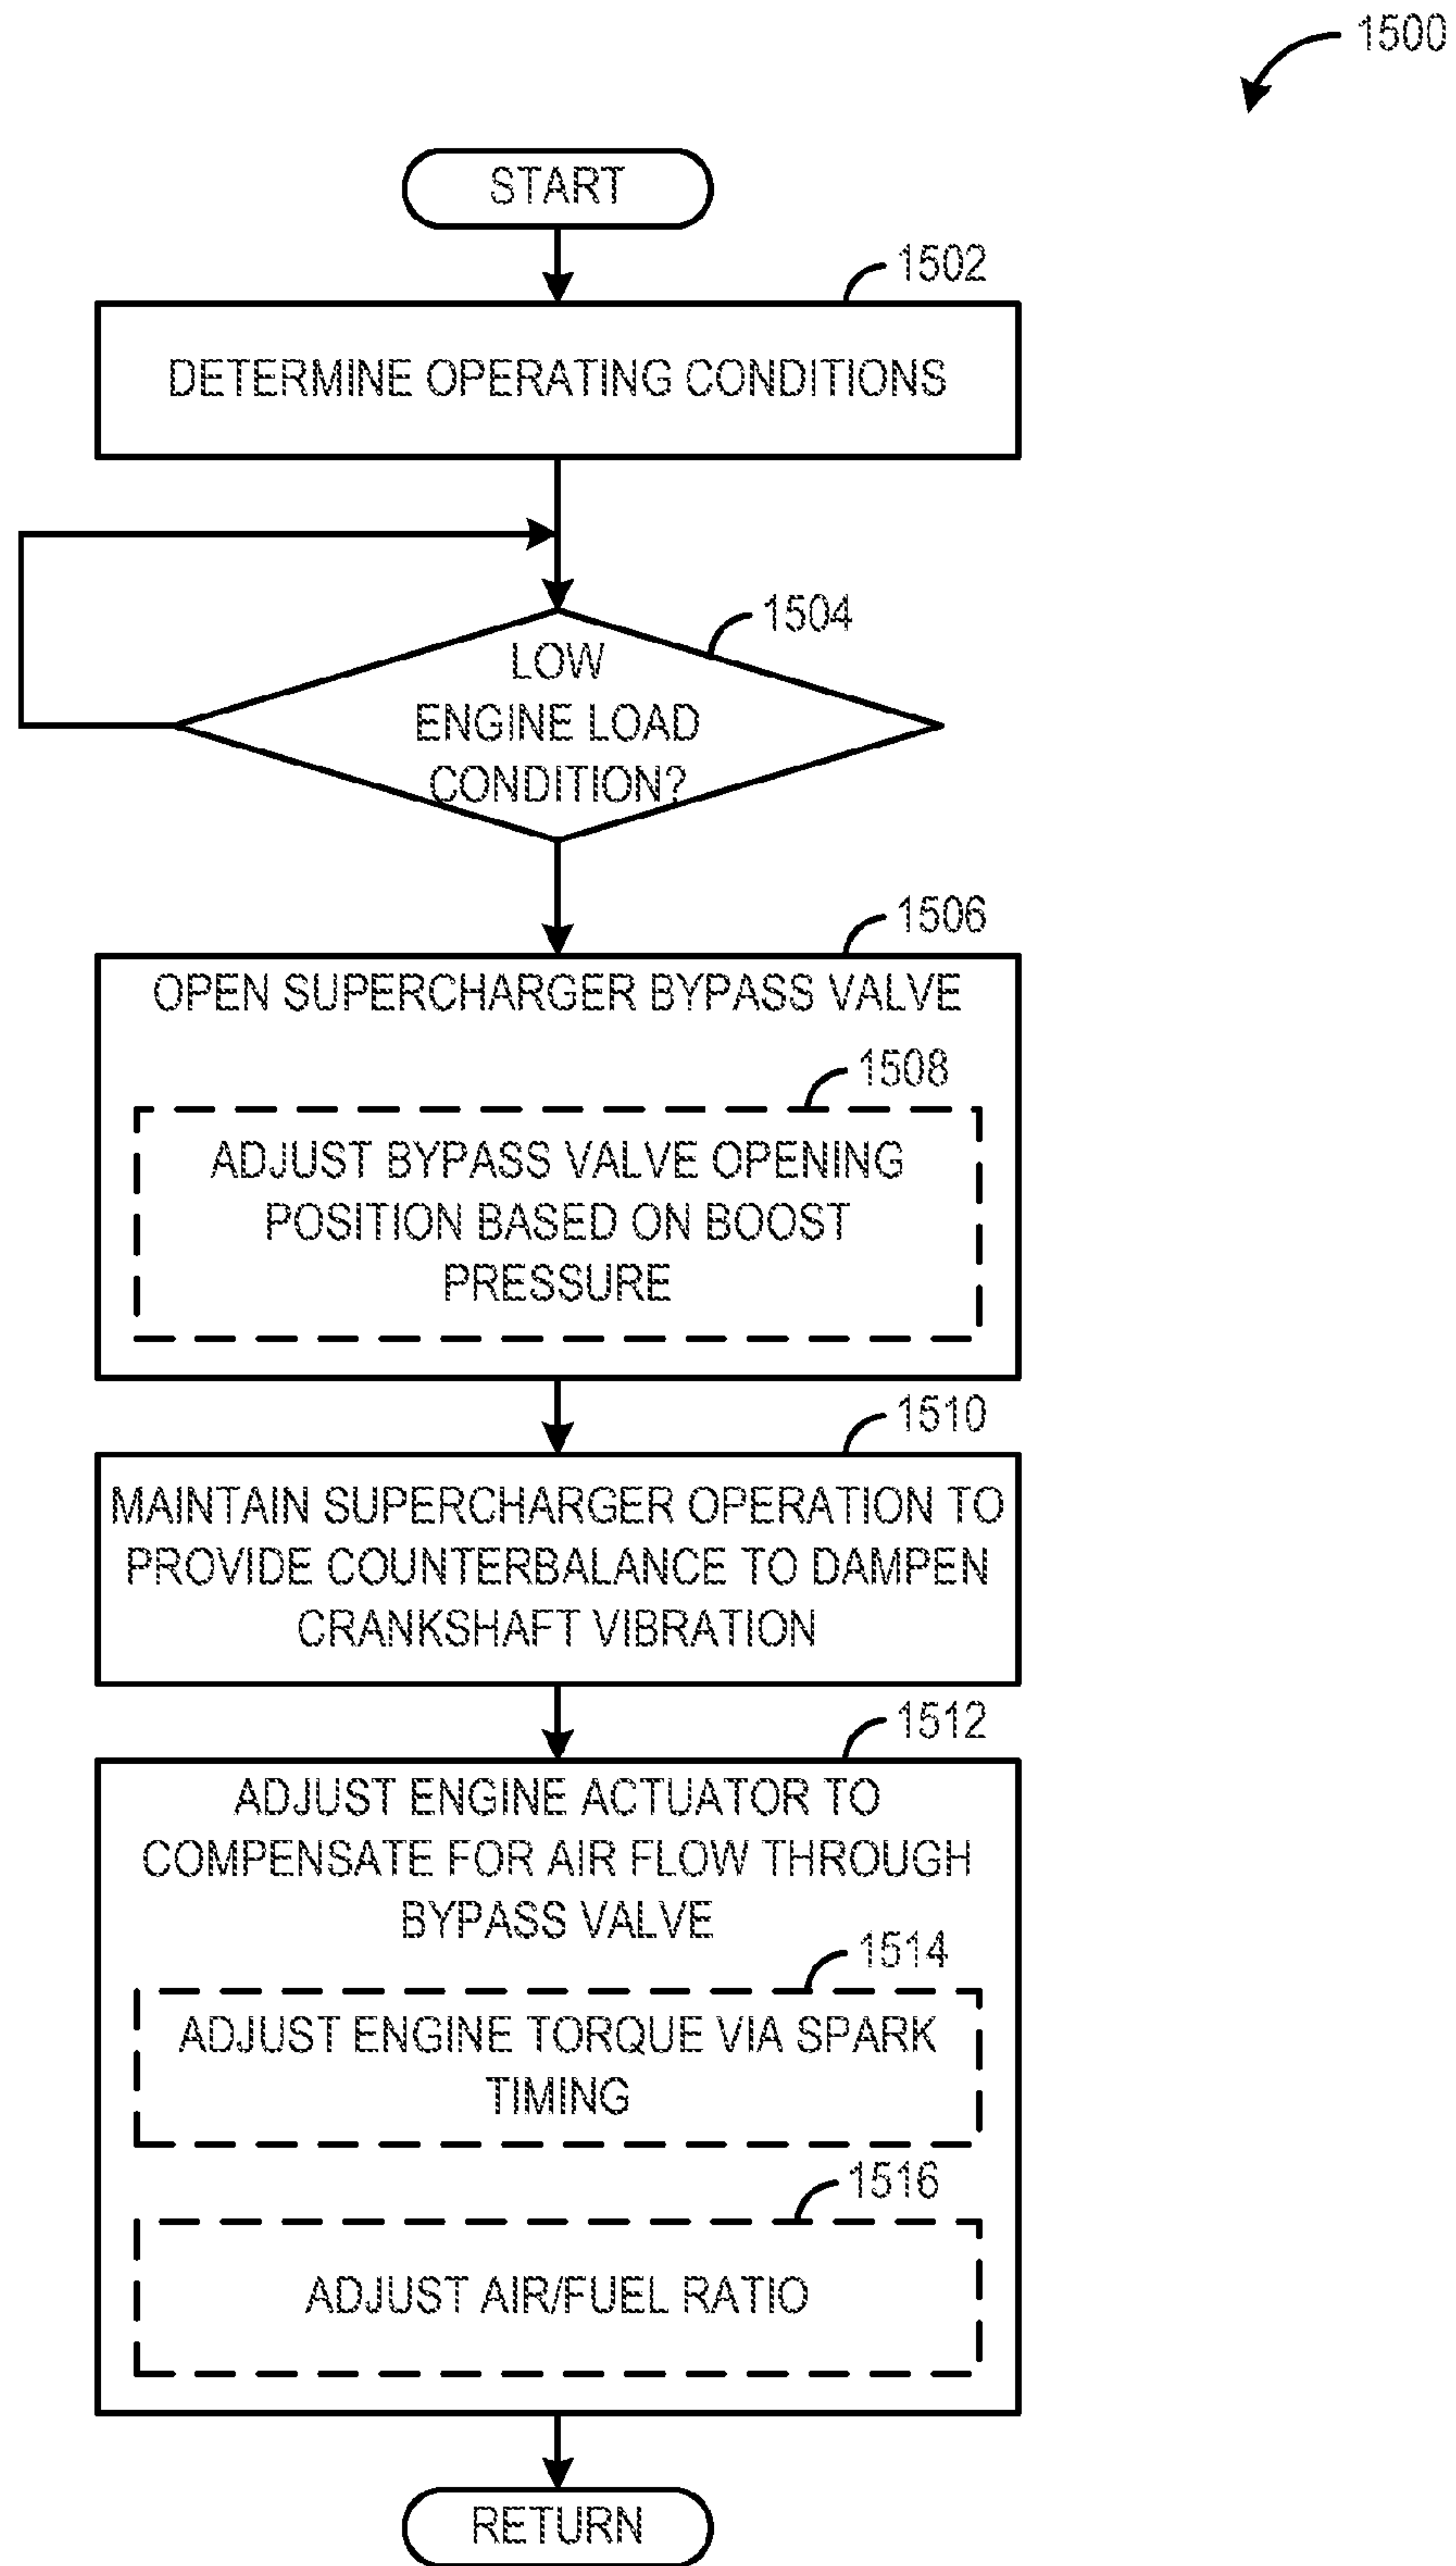 1500
START
1502
DETERMINE OPERATING CONDITIONS
1504
LOW
ENGINE LOAD
CONDITION?
1506
OPEN SUPERCHARGER BYPASS VALVE
1508
ADJUST BYPASS VALVE OPENING
POSITION BASED ON BOOST
PRESSURE
1510
MAINTAIN SUPERCHARGER OPERATION TO
PROVIDE COUNTERBALANCE TO DAMPEN
CRANKSHAFT VIBRATION
1512
ADJUST ENGINE ACTUATOR TO
COMPENSATE FOR AIR FLOW THROUGH
BYPASS VALVE
1514
ADJUST ENGINE TORQUE VIA SPARK
TIMING
1516
ADJUST AIR/FUEL RATIO
RETURN